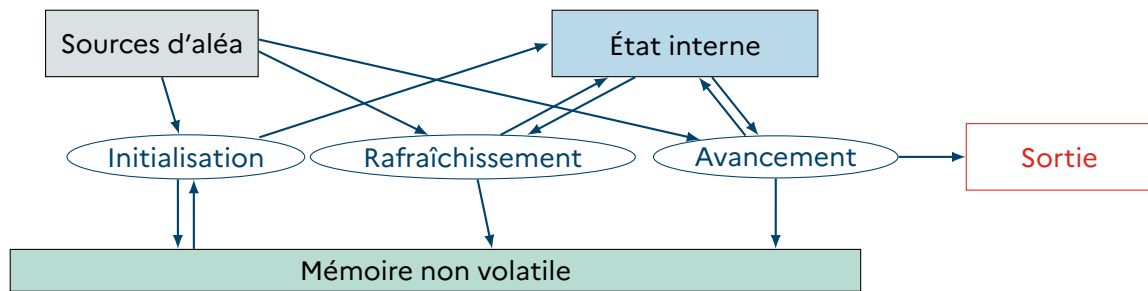 Sources d'aléa
État interne
Initialisation
Rafraîchissement
Avancement
Sortie
Mémoire non volatile